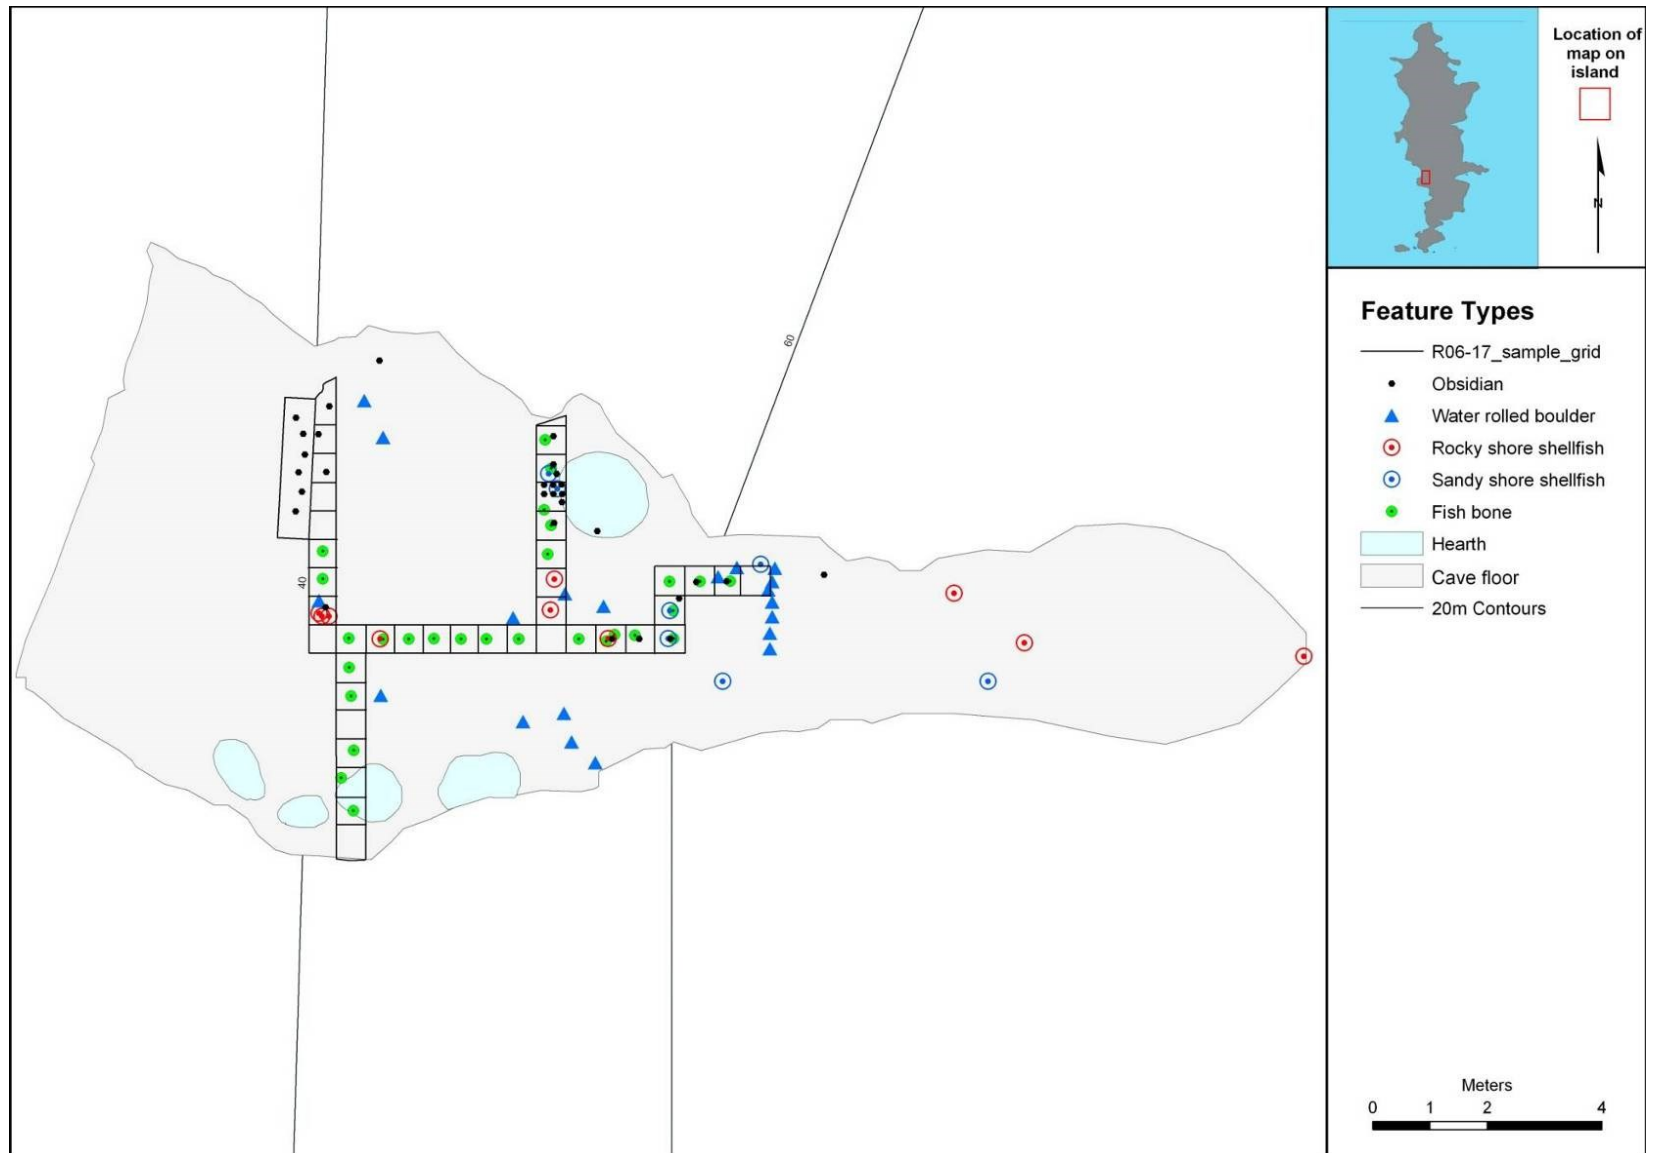 Location of
map on
island
N
60
40
Feature Types
R06-17_sample_grid
Obsidian
Water rolled boulder
Rocky shore shellfish
Sandy shore shellfish
Fish bone
Hearth
Cave floor
20m Contours
Meters
0 1 2 4